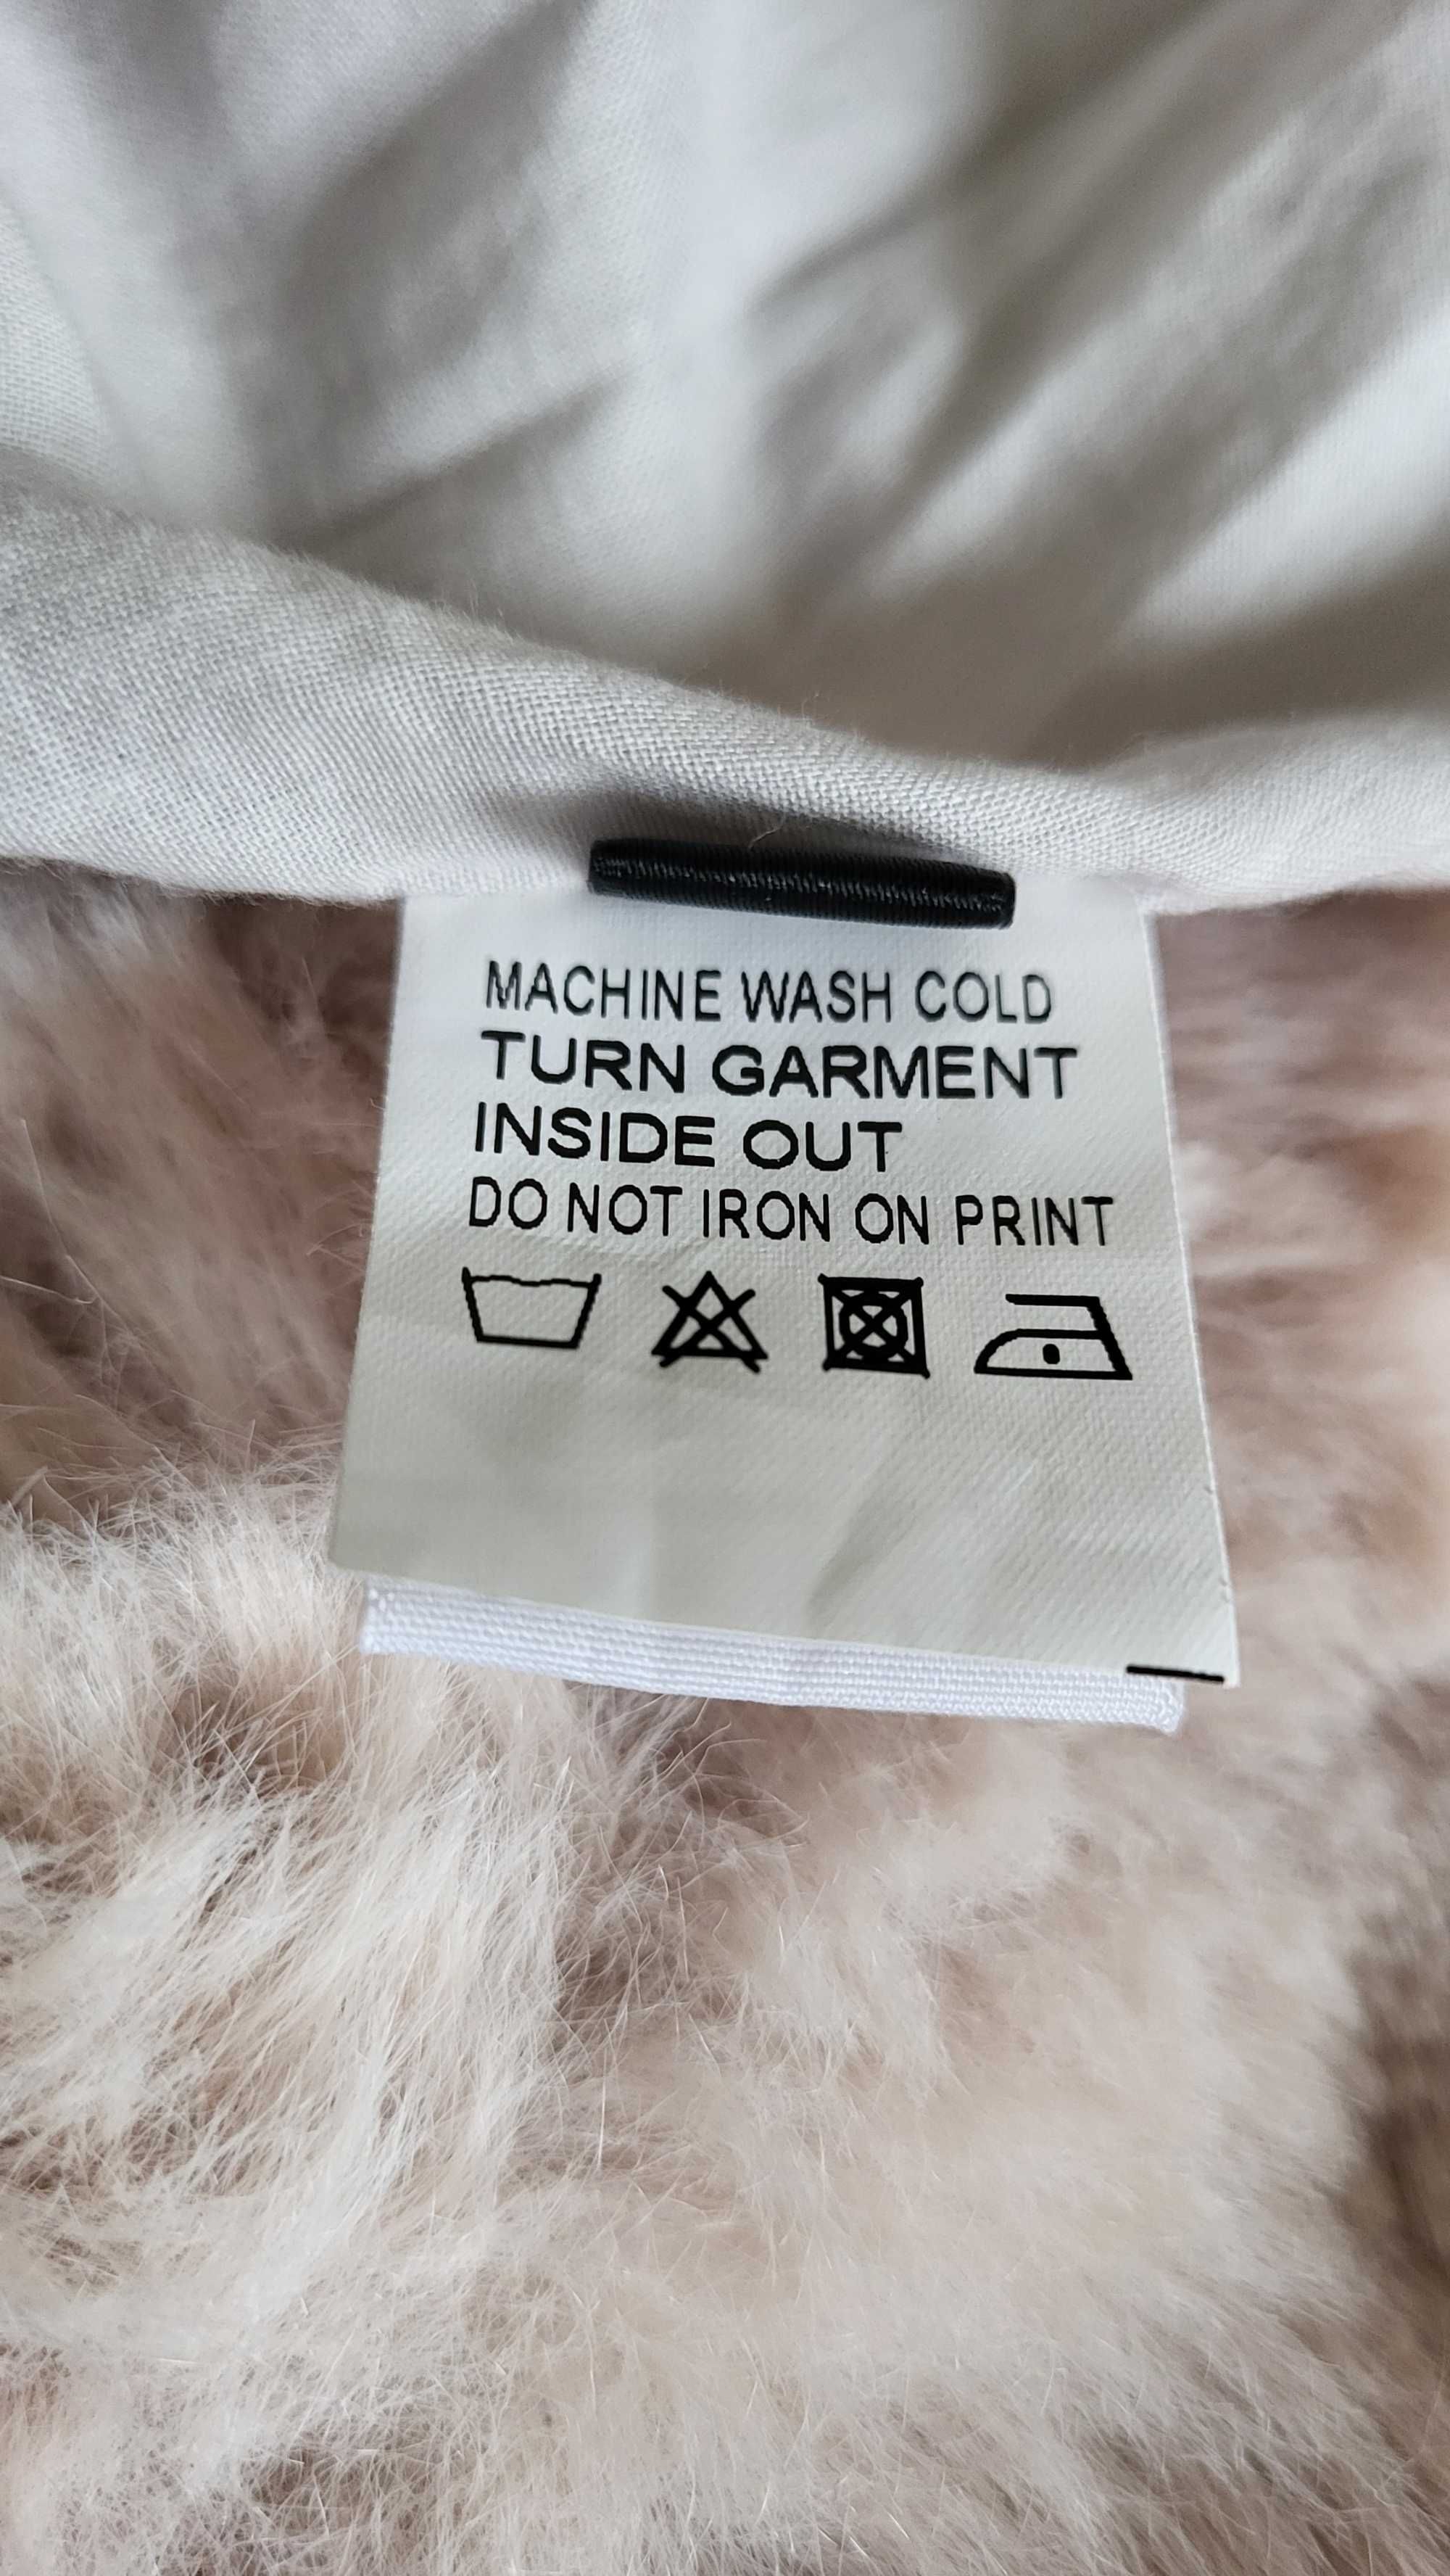 MACHINE WASH COLD
TURN GARMENT
INSIDE OUT
DO NOT IRON ON PRINT